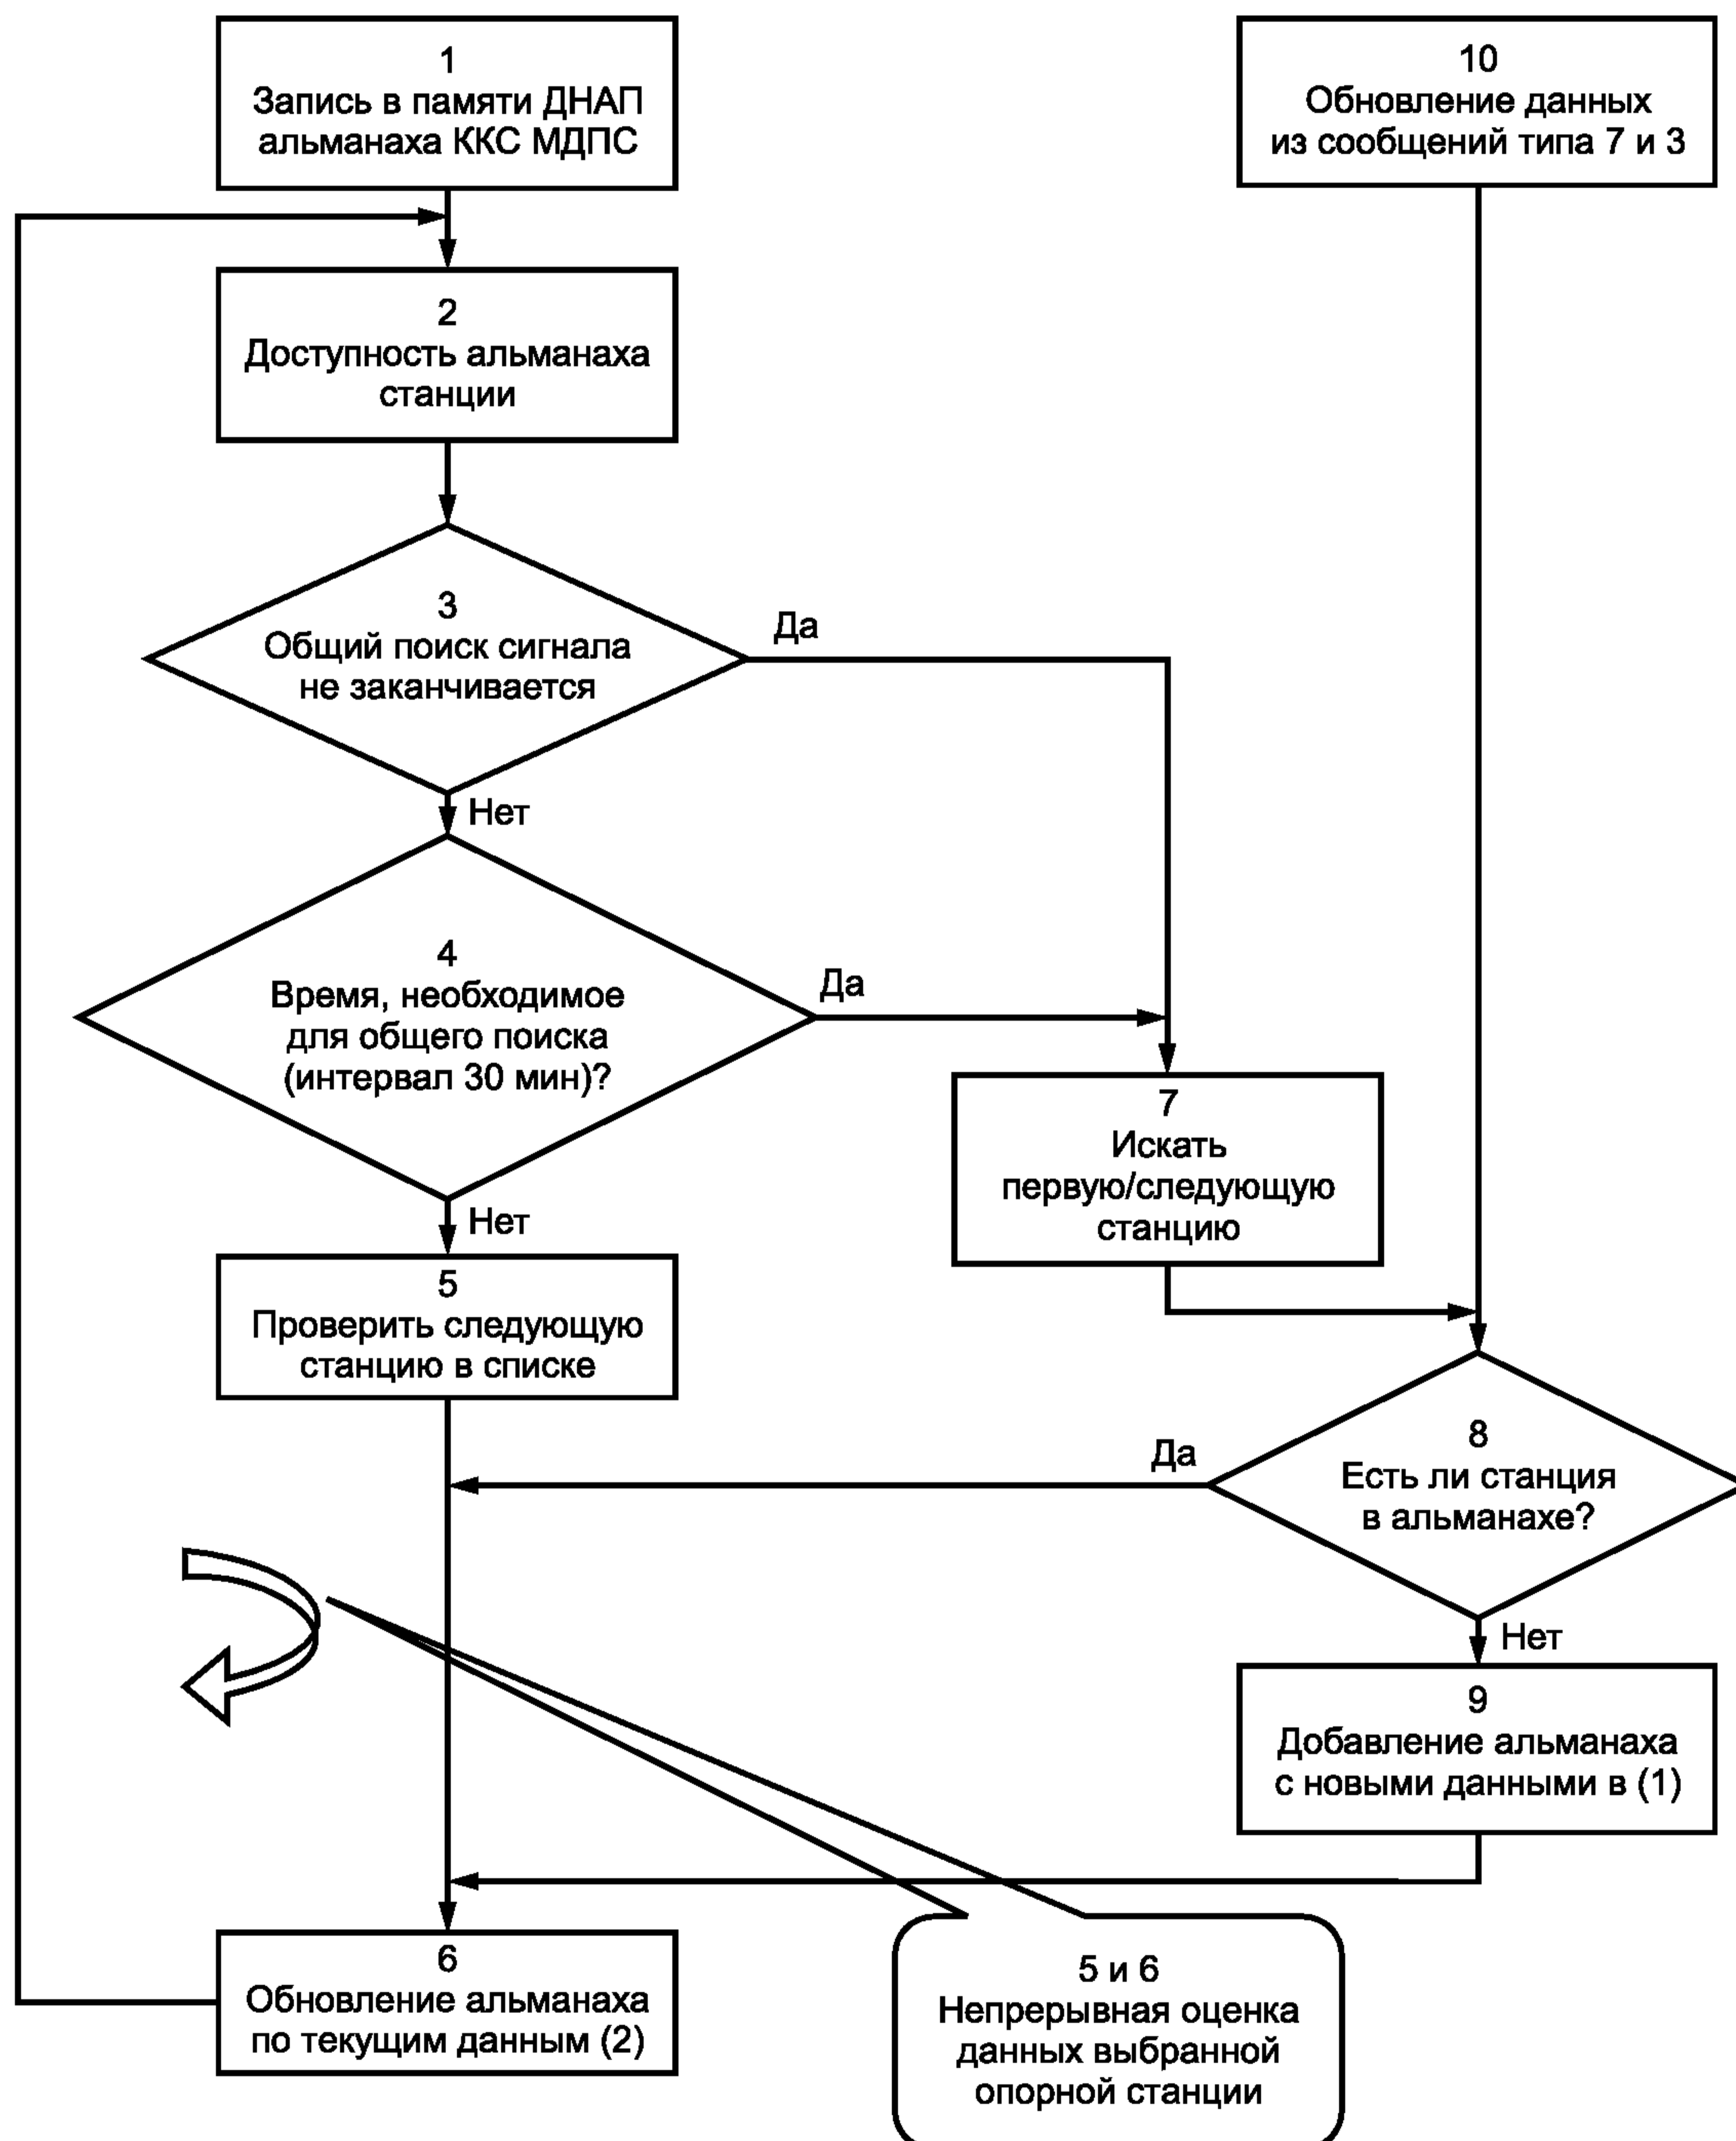 1
Запись в памяти ДНАП
альманаха ККС МДПС
10
Обновление данных
из сообщений типа 7 и 3
2
Доступность альманаха
станции
3
Общий поиск сигнала
не заканчивается
Да
Нет
4
Время, необходимое
для общего поиска
(интервал 30 мин)?
Да
Нет
7
Искать
первую/следующую
станцию
5
Проверить следующую
станцию в списке
8
Есть ли станция
в альманахе?
Да
Нет
9
Добавление альманаха
с новыми данными в (1)
6
Обновление альманаха
по текущим данным (2)
5 и 6
Непрерывная оценка
данных выбранной
опорной станции